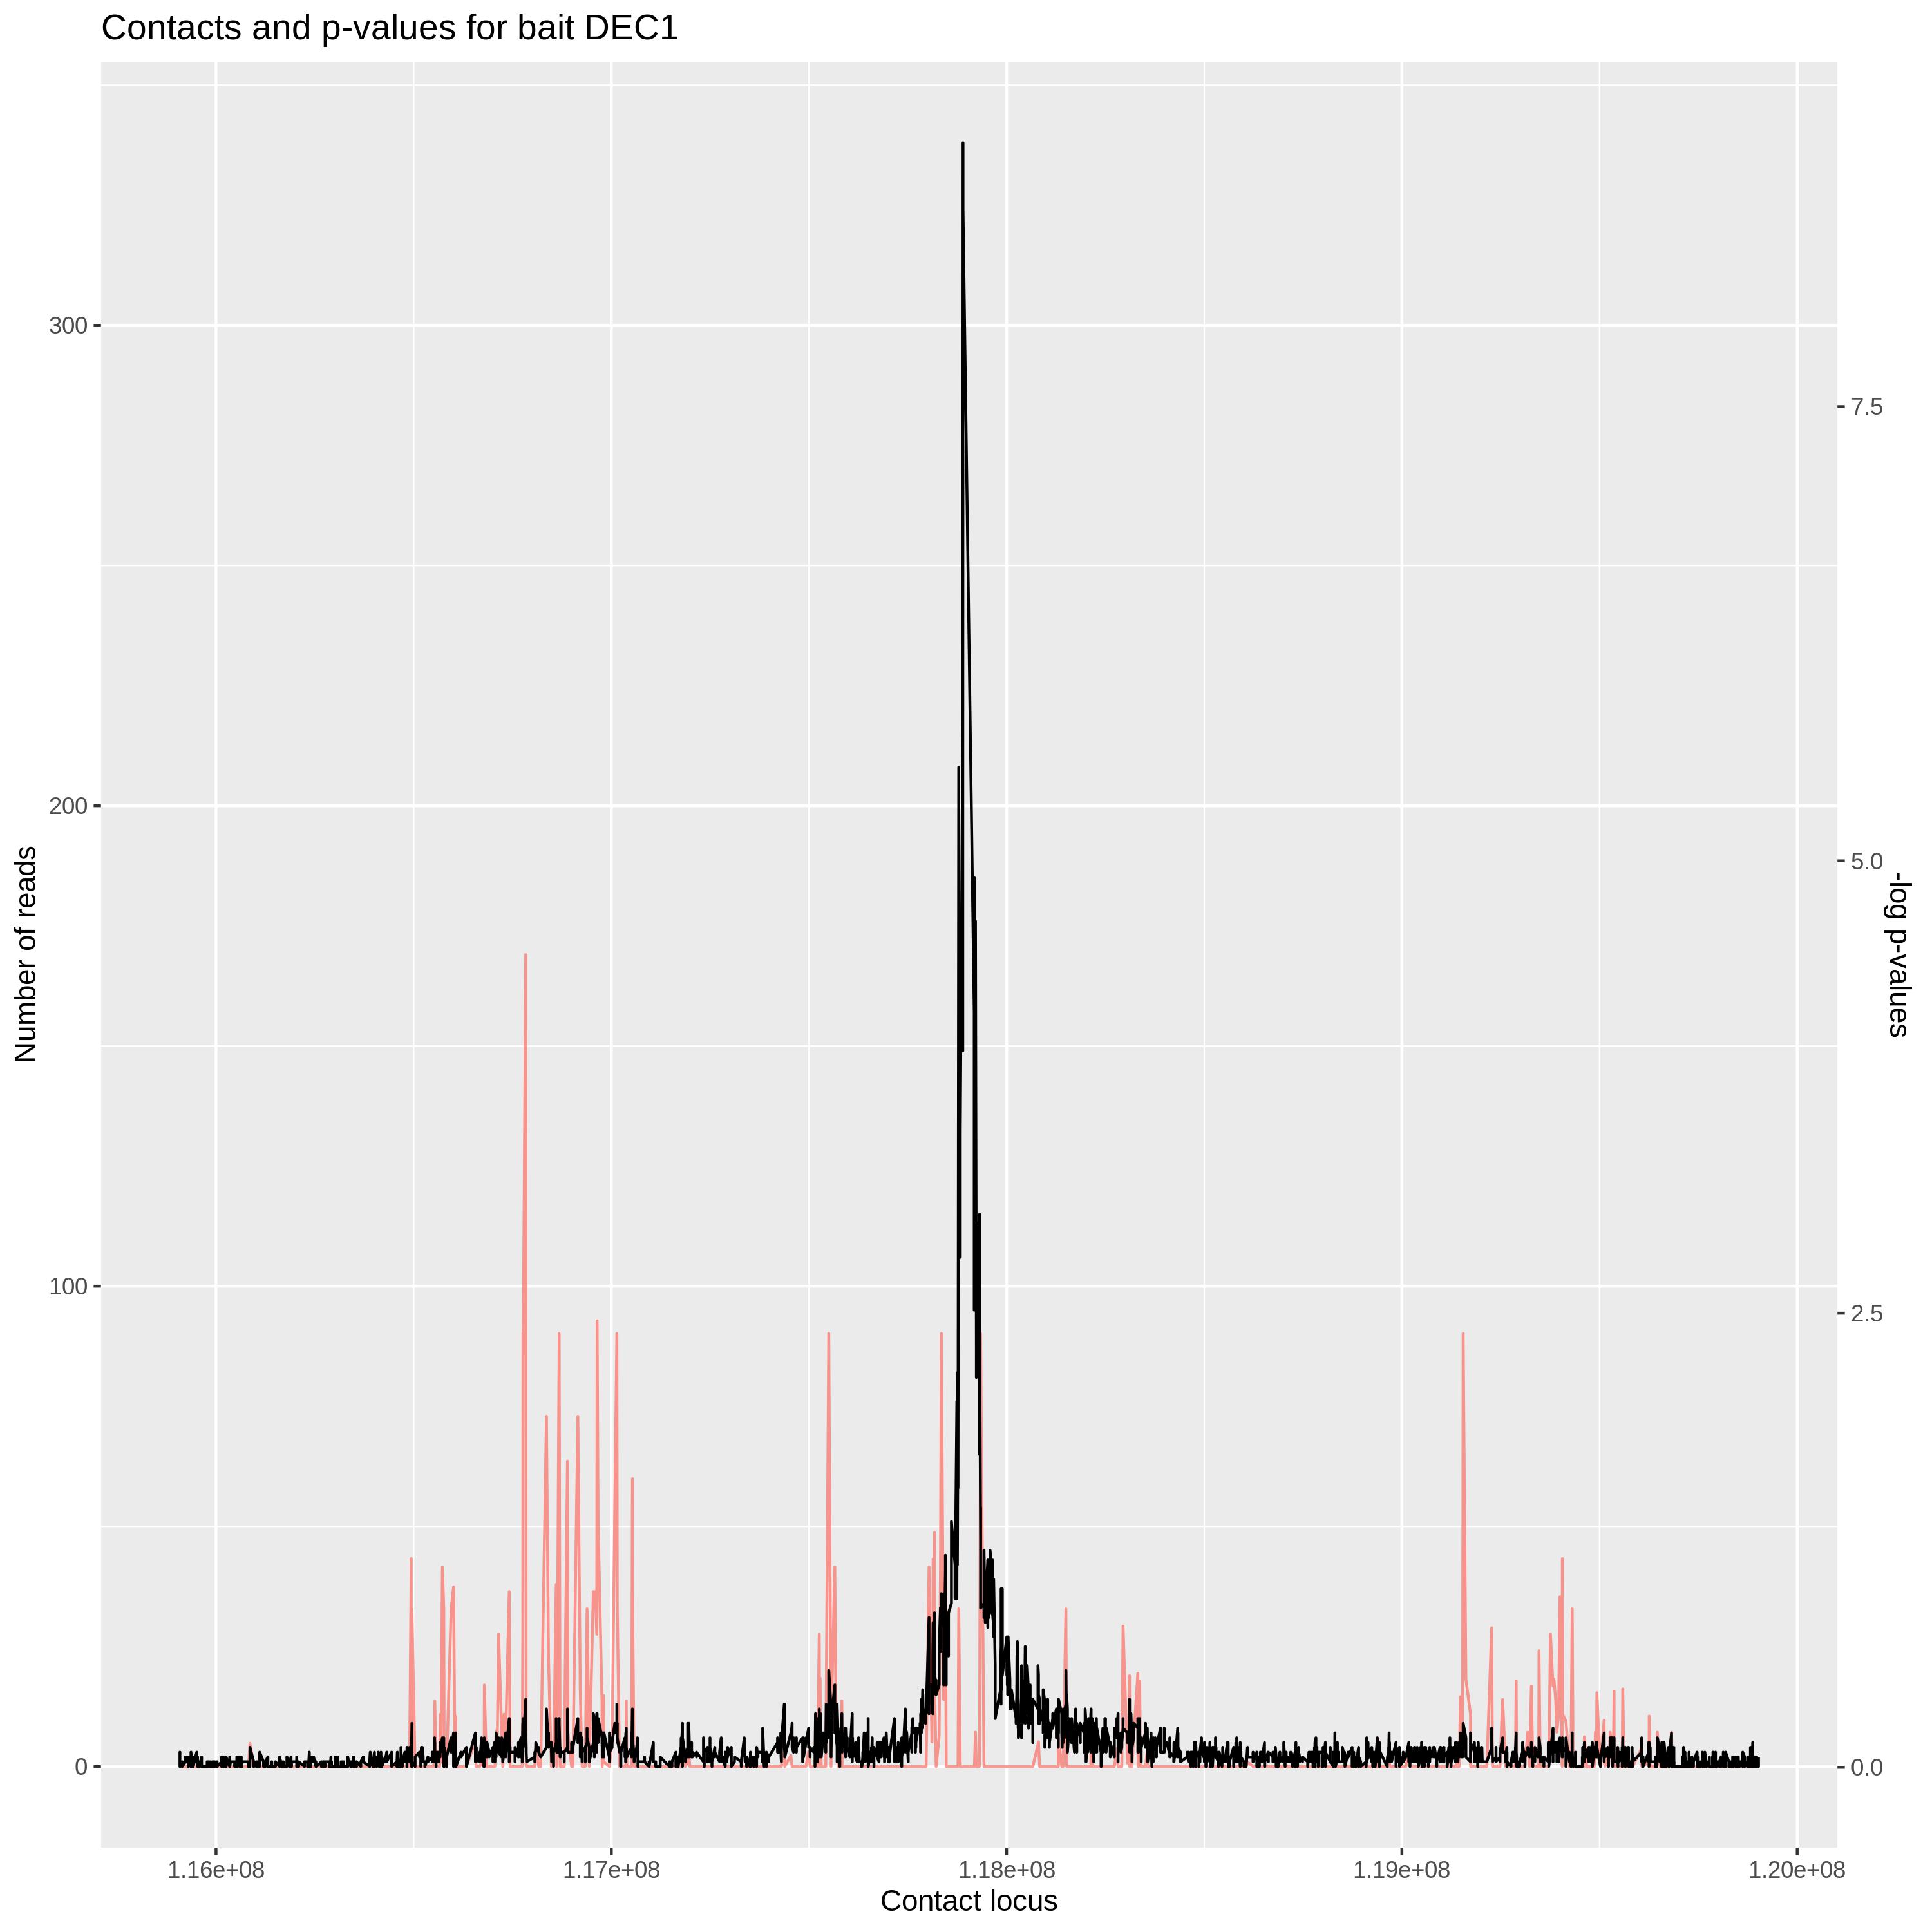 Contacts and p-values for bait DEC1
300
200
100
0
Number of reads
7.5
5.0
2.5
0.0
-log p-values
1.16e+08
1.17e+08
1.18e+08
1.19e+08
1.20e+08
Contact locus